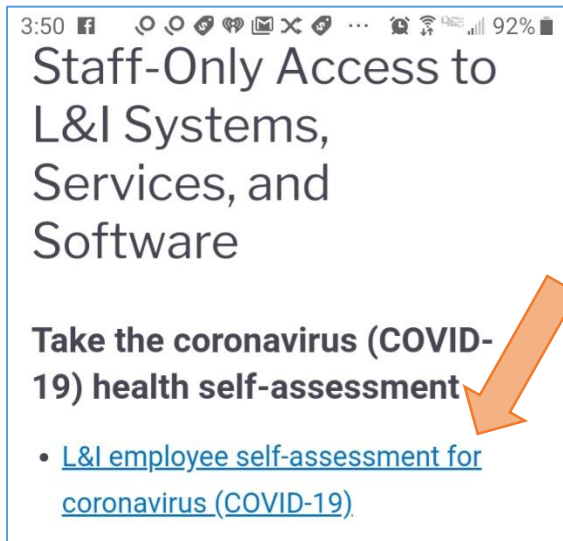 3:50 92%
Staff-Only Access to
L&I Systems,
Services, and
Software
Take the coronavirus (COVID-
19) health self-assessment
• L&I employee self-assessment for
coronavirus (COVID-19)